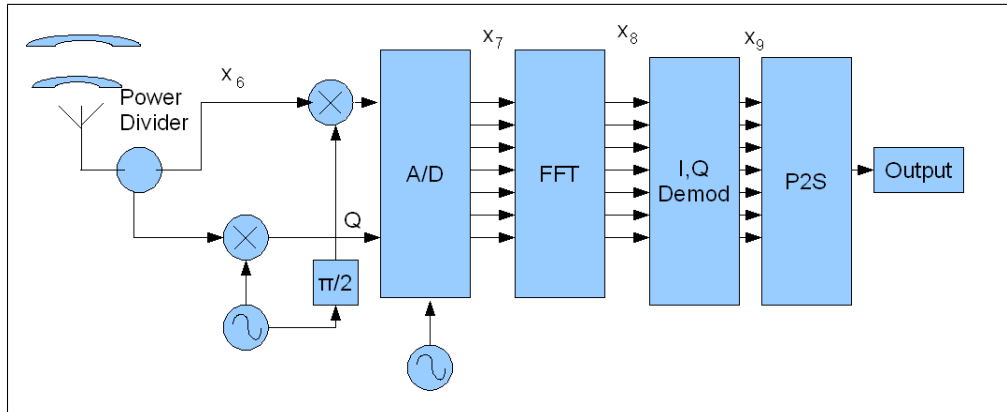 x7
x8
x9
x6
Power
Divider
A/D
FFT
I,Q
Demod
P2S
Output
Q
π/2